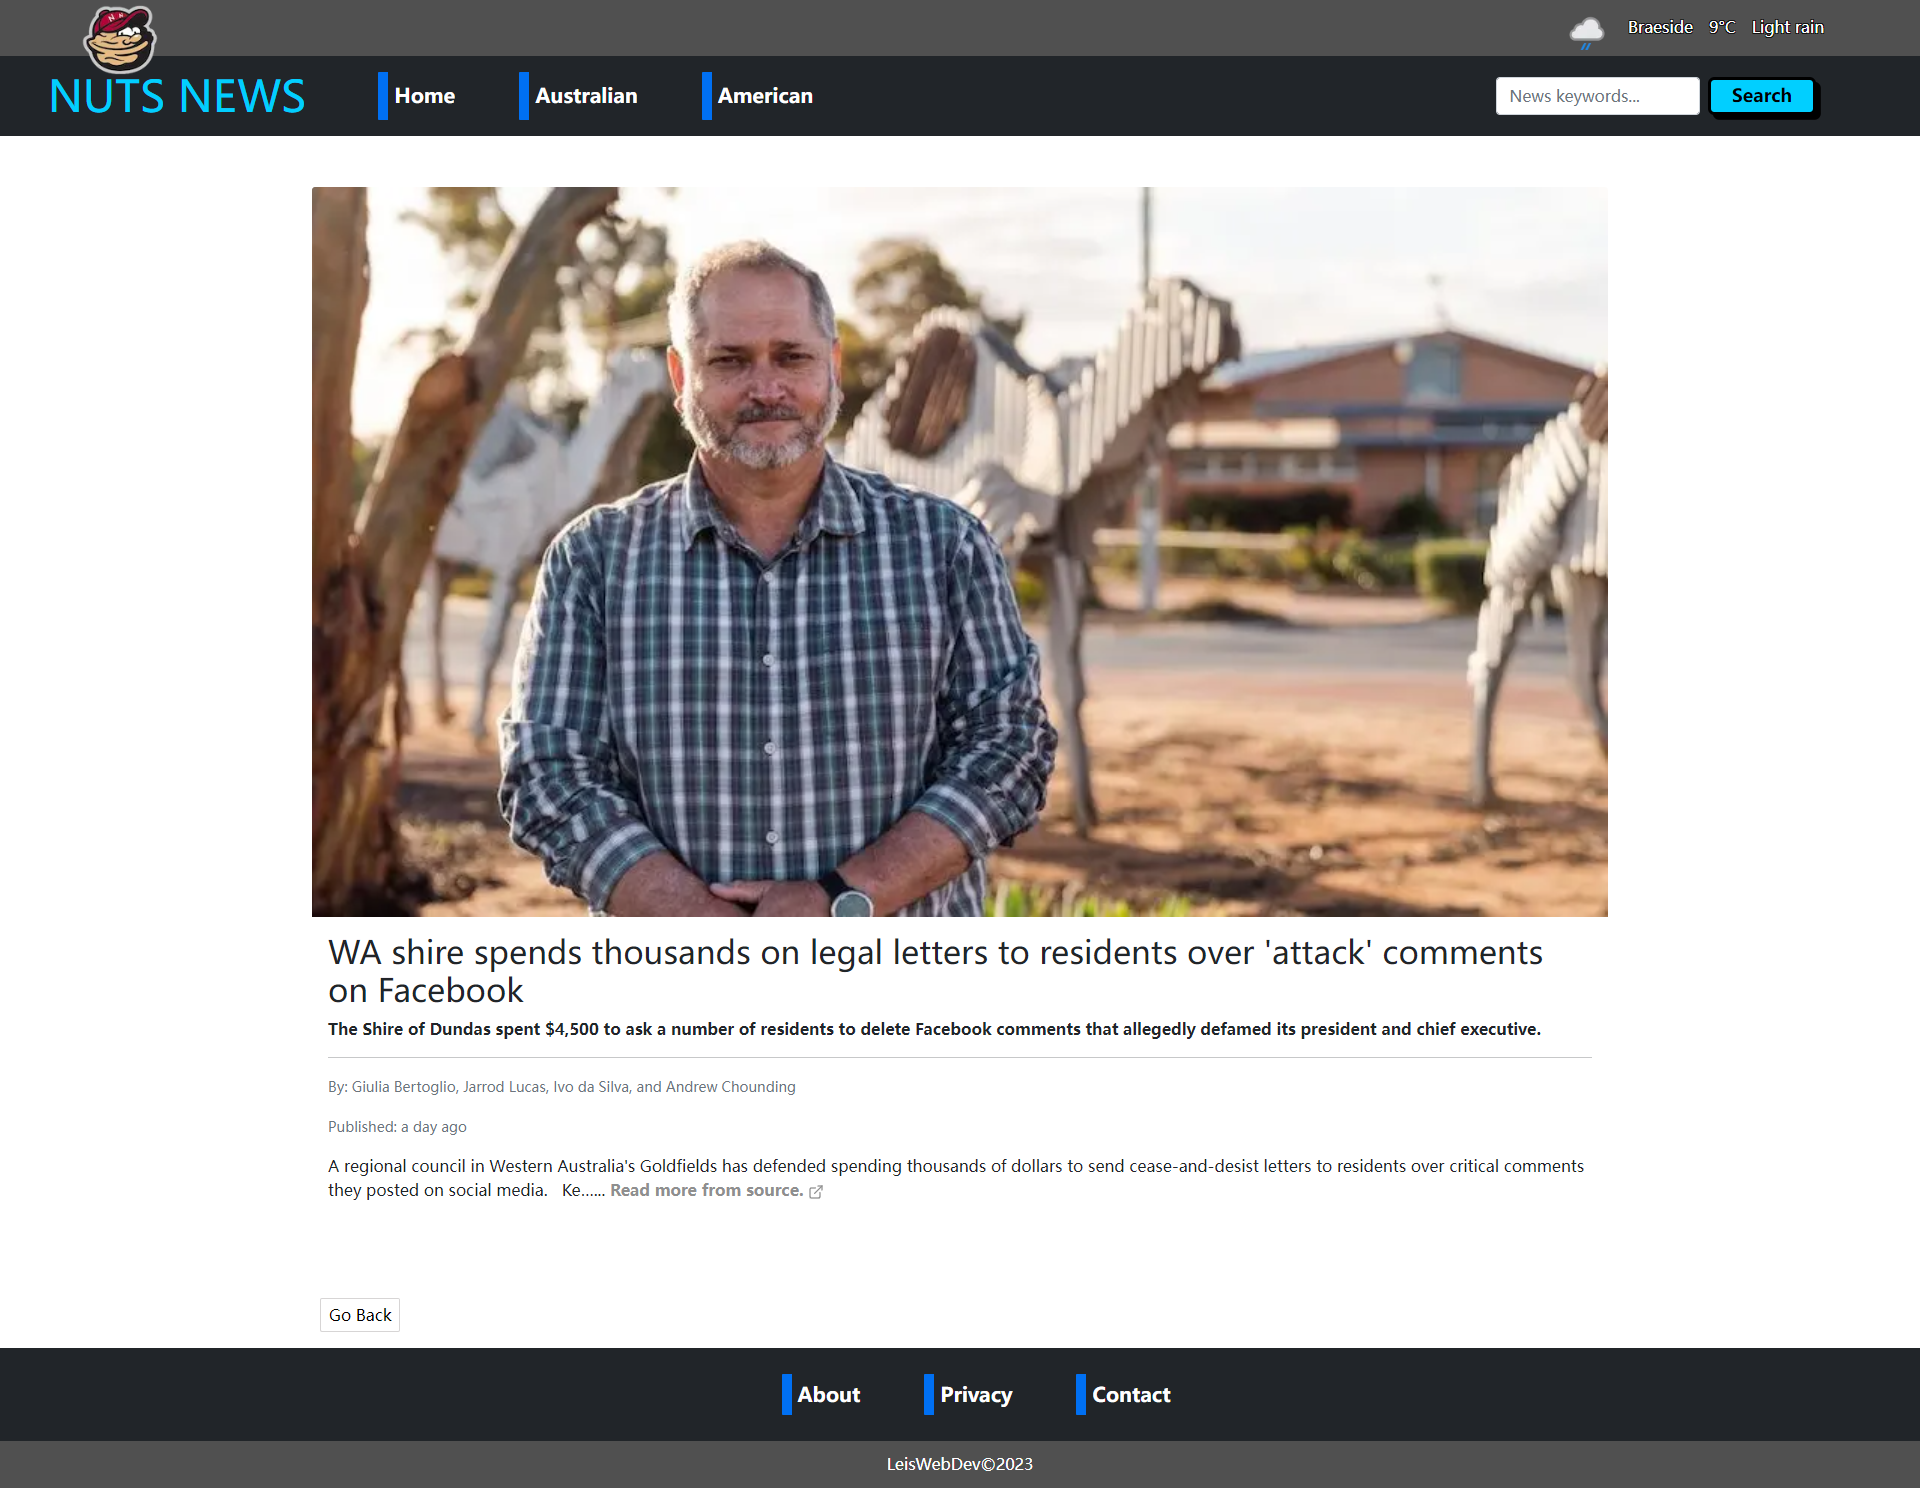 Braeside 9°C Light rain
NUTS NEWS
Home
Australian
American
News keywords...
Search
WA shire spends thousands on legal letters to residents over 'attack' comments
on Facebook
The Shire of Dundas spent $4,500 to ask a number of residents to delete Facebook comments that allegedly defamed its president and chief executive.
By: Giulia Bertoglio, Jarrod Lucas, Ivo da Silva, and Andrew Chounding
Published: a day ago
A regional council in Western Australia's Goldfields has defended spending thousands of dollars to send cease-and-desist letters to residents over critical comments
they posted on social media.   Ke...... Read more from source.
Go Back
About
Privacy
Contact
LeisWebDev©2023